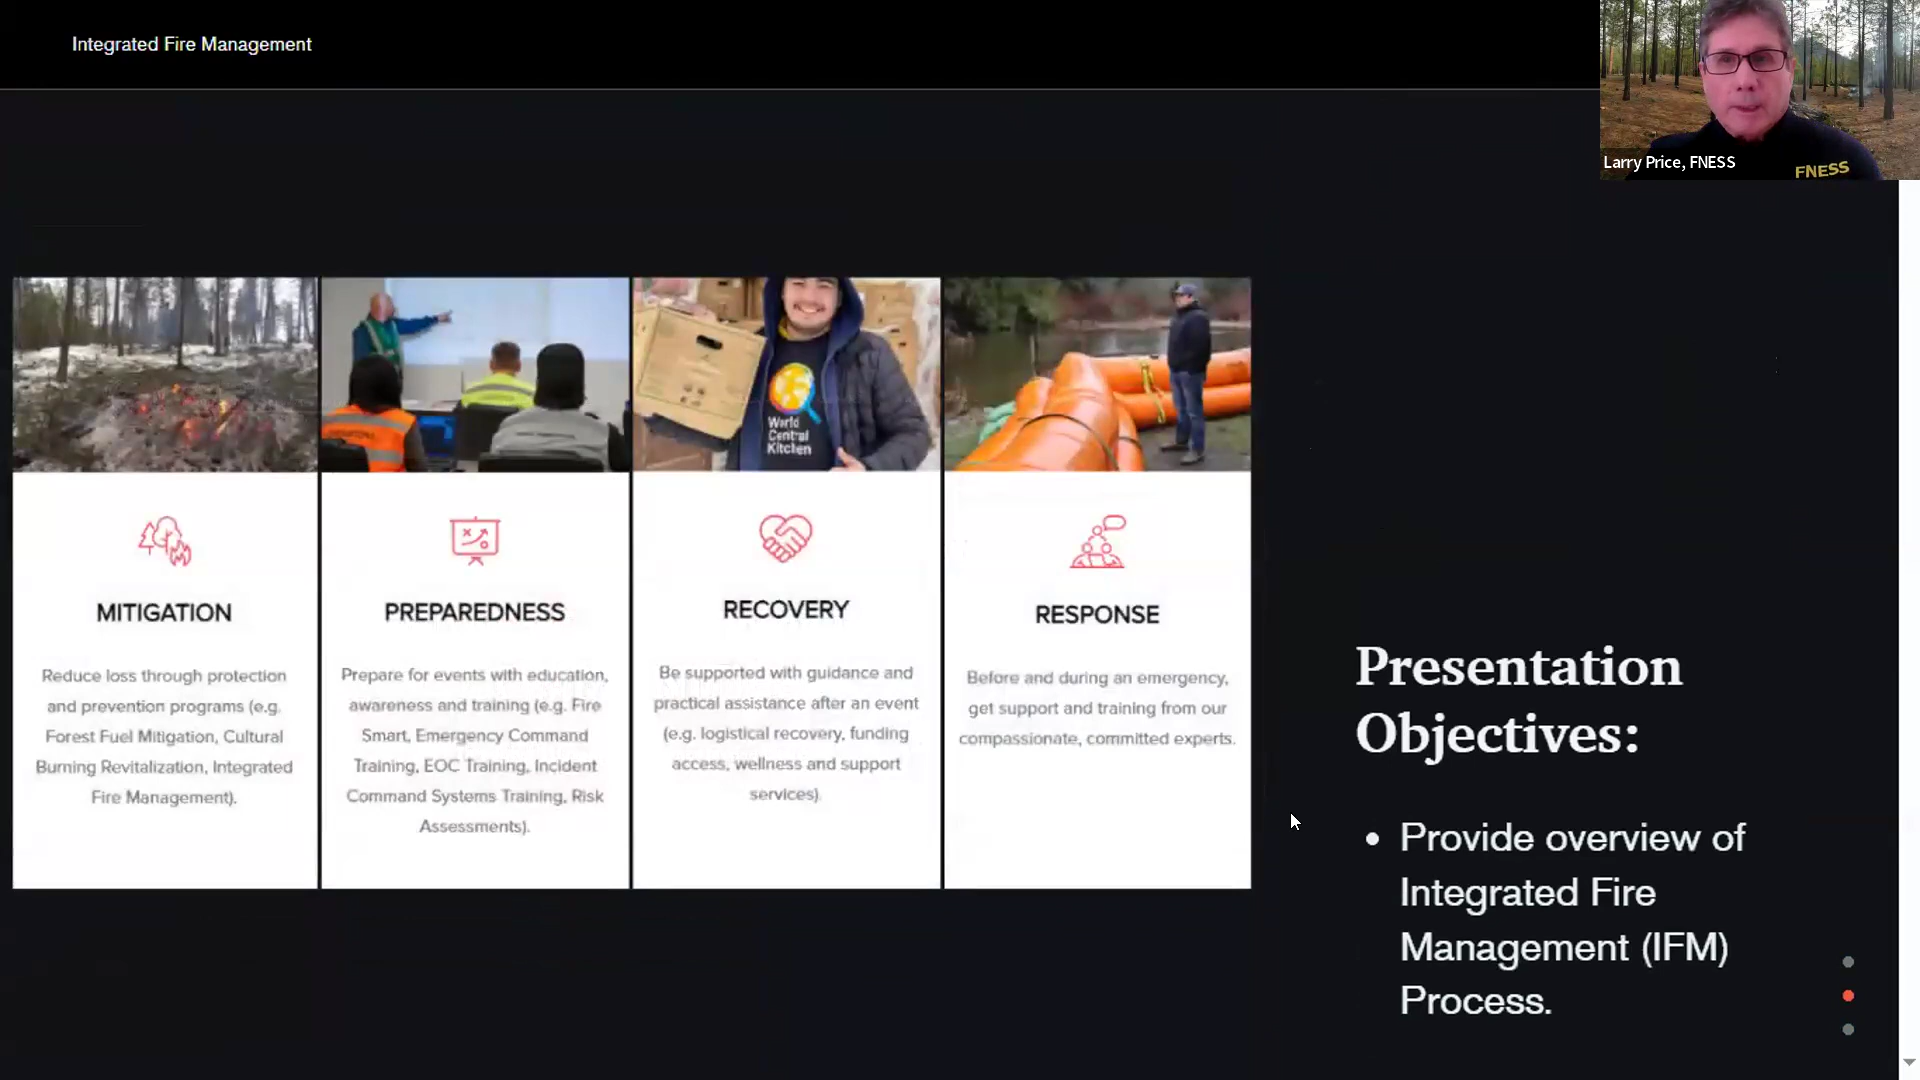 Integrated Fire Management
Larry Price, FNESS
FNESS
World
Central
Kitchen
MITIGATION
Reduce loss through protection
and prevention programs (e.g.
Forest Fuel Mitigation, Cultural
Burning Revitalization, Integrated
Fire Management).
PREPAREDNESS
Prepare for events with education,
awareness and training (e.g. Fire
Smart, Emergency Command
Training, EOC Training, Incident
Command Systems Training, Risk
Assessments).
RECOVERY
Be supported with guidance and
practical assistance after an event
(e.g. logistical recovery, funding
access, wellness and support
services).
RESPONSE
Before and during an emergency,
get support and training from our
compassionate, committed experts.
Presentation
Objectives:
• Provide overview of
Integrated Fire
Management (IFM)
Process.